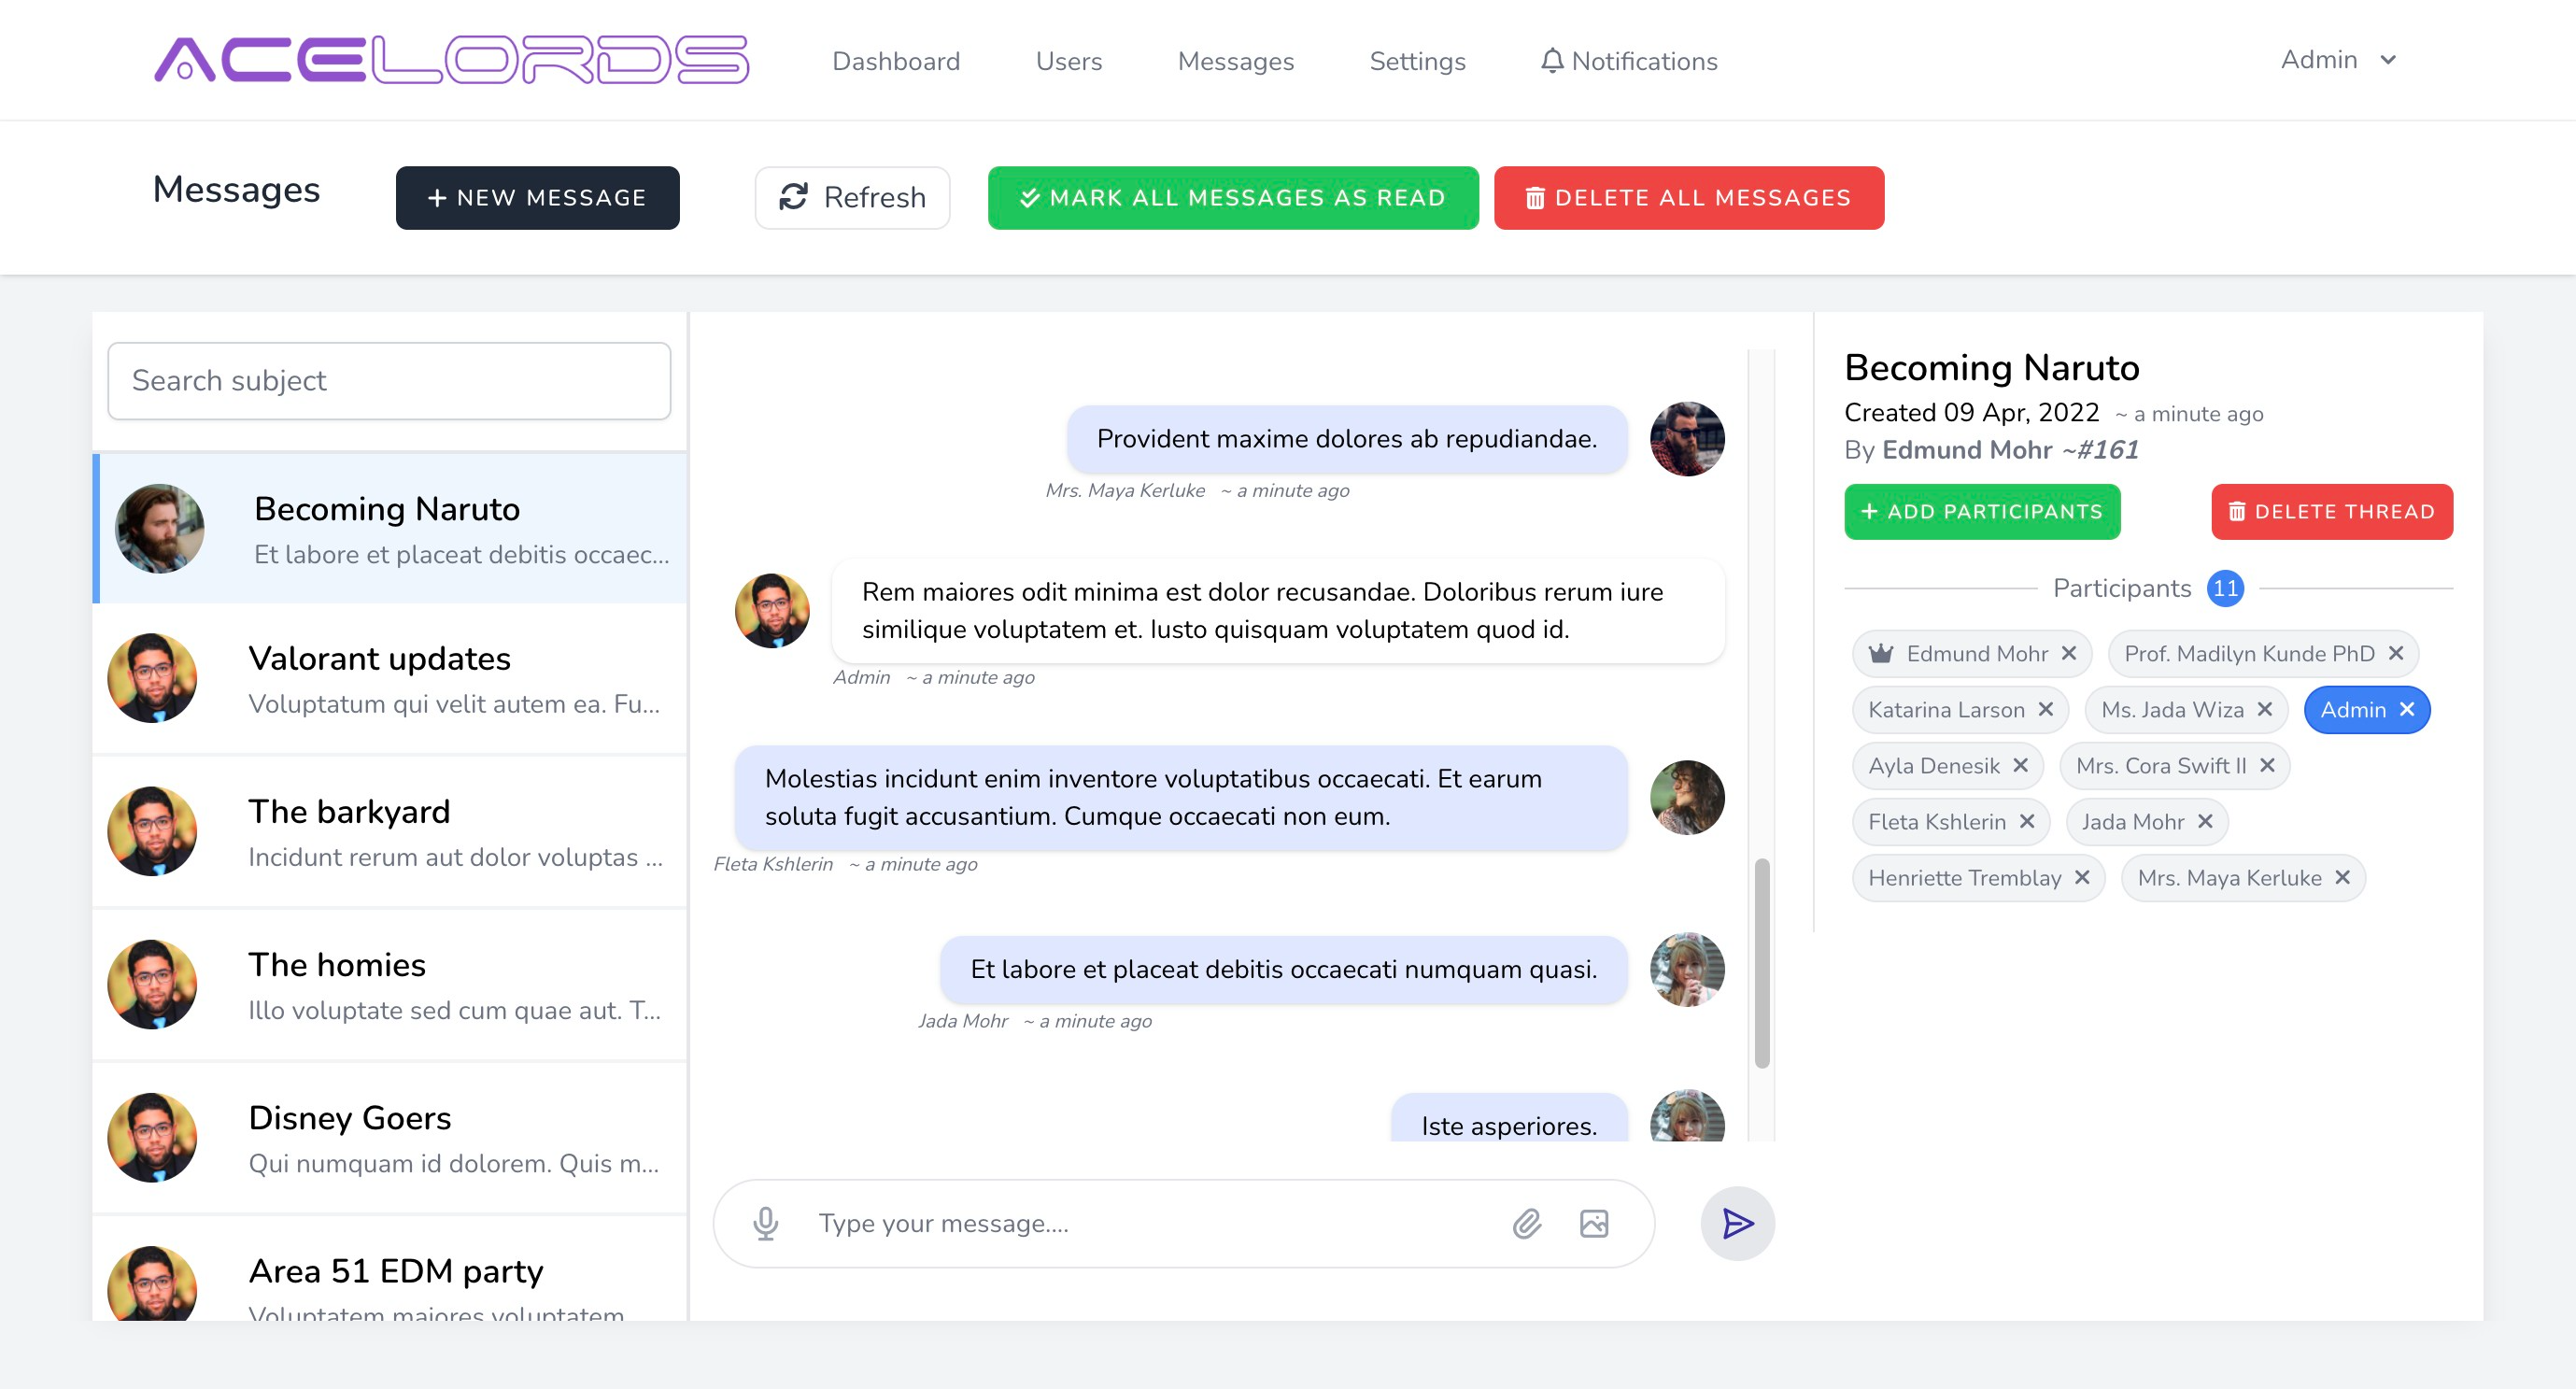 ACELORDS
Dashboard
Users
Messages
Settings
Notifications
Admin
Messages
NEW MESSAGE
Refresh
MARK ALL MESSAGES AS READ
DELETE ALL MESSAGES
Search subject
Becoming Naruto
Et labore et placeat debitis occaec...
Valorant updates
Voluptatum qui velit autem ea. Fu...
The barkyard
Incidunt rerum aut dolor voluptas ...
The homies
Illo voluptate sed cum quae aut. T...
Disney Goers
Qui numquam id dolorem. Quis m...
Area 51 EDM party
Voluptatem maiores voluptatem
Provident maxime dolores ab repudiandae.
Mrs. Maya Kerluke ~ a minute ago
Rem maiores odit minima est dolor recusandae. Doloribus rerum iure
similique voluptatem et. Iusto quisquam voluptatem quod id.
Admin ~ a minute ago
Molestias incidunt enim inventore voluptatibus occaecati. Et earum
soluta fugit accusantium. Cumque occaecati non eum.
Fleta Kshlerin ~ a minute ago
Et labore et placeat debitis occaecati numquam quasi.
Jada Mohr ~ a minute ago
Iste asperiores.
Type your message....
Becoming Naruto
Created 09 Apr, 2022 ~ a minute ago
By Edmund Mohr ~#161
ADD PARTICIPANTS
DELETE THREAD
Participants 11
Edmund Mohr
Prof. Madilyn Kunde PhD
Katarina Larson
Ms. Jada Wiza
Admin
Ayla Denesik
Mrs. Cora Swift II
Fleta Kshlerin
Jada Mohr
Henriette Tremblay
Mrs. Maya Kerluke